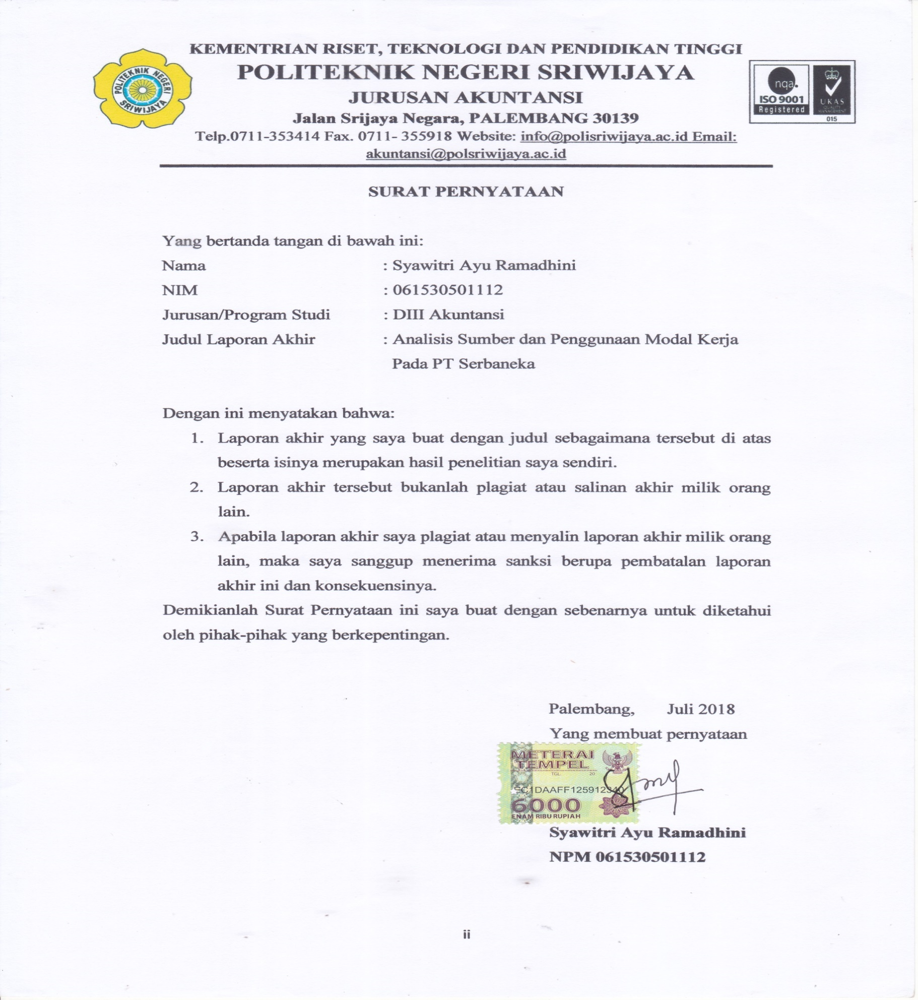 KEMENTRIAN RISET, TEKNOLOGI DAN PENDIDIKAN TINGGI
POLITEKNIK NEGERI SRIWIJAYA
JURUSAN AKUNTANSI
Jalan Srijaya Negara, PALEMBANG 30139
Telp.0711-353414 Fax. 0711- 355918 Website: info@polisriwijaya.ac.id Email:
akuntansi@polsriwijaya.ac.id
POLITEKNIK NEGERI
SRIWIJAYA
nqa.
ISO 9001
Registered
UKAS
QUALITY
MANAGEMENT
015
SURAT PERNYATAAN
Yang bertanda tangan di bawah ini:
Nama : Syawitri Ayu Ramadhini
NIM : 061530501112
Jurusan/Program Studi : DIII Akuntansi
Judul Laporan Akhir : Analisis Sumber dan Penggunaan Modal Kerja
Pada PT Serbaneka
Dengan ini menyatakan bahwa:
1. Laporan akhir yang saya buat dengan judul sebagaimana tersebut di atas
beserta isinya merupakan hasil penelitian saya sendiri.
2. Laporan akhir tersebut bukanlah plagiat atau salinan akhir milik orang
lain.
3. Apabila laporan akhir saya plagiat atau menyalin laporan akhir milik orang
lain, maka saya sanggup menerima sanksi berupa pembatalan laporan
akhir ini dan konsekuensinya.
Demikianlah Surat Pernyataan ini saya buat dengan sebenarnya untuk diketahui
oleh pihak-pihak yang berkepentingan.
Palembang, Juli 2018
Yang membuat pernyataan
METERAI
TEMPEL
TGL. 20
6000
ENAM RIBU RUPIAH
Syawitri Ayu Ramadhini
NPM 061530501112
ii